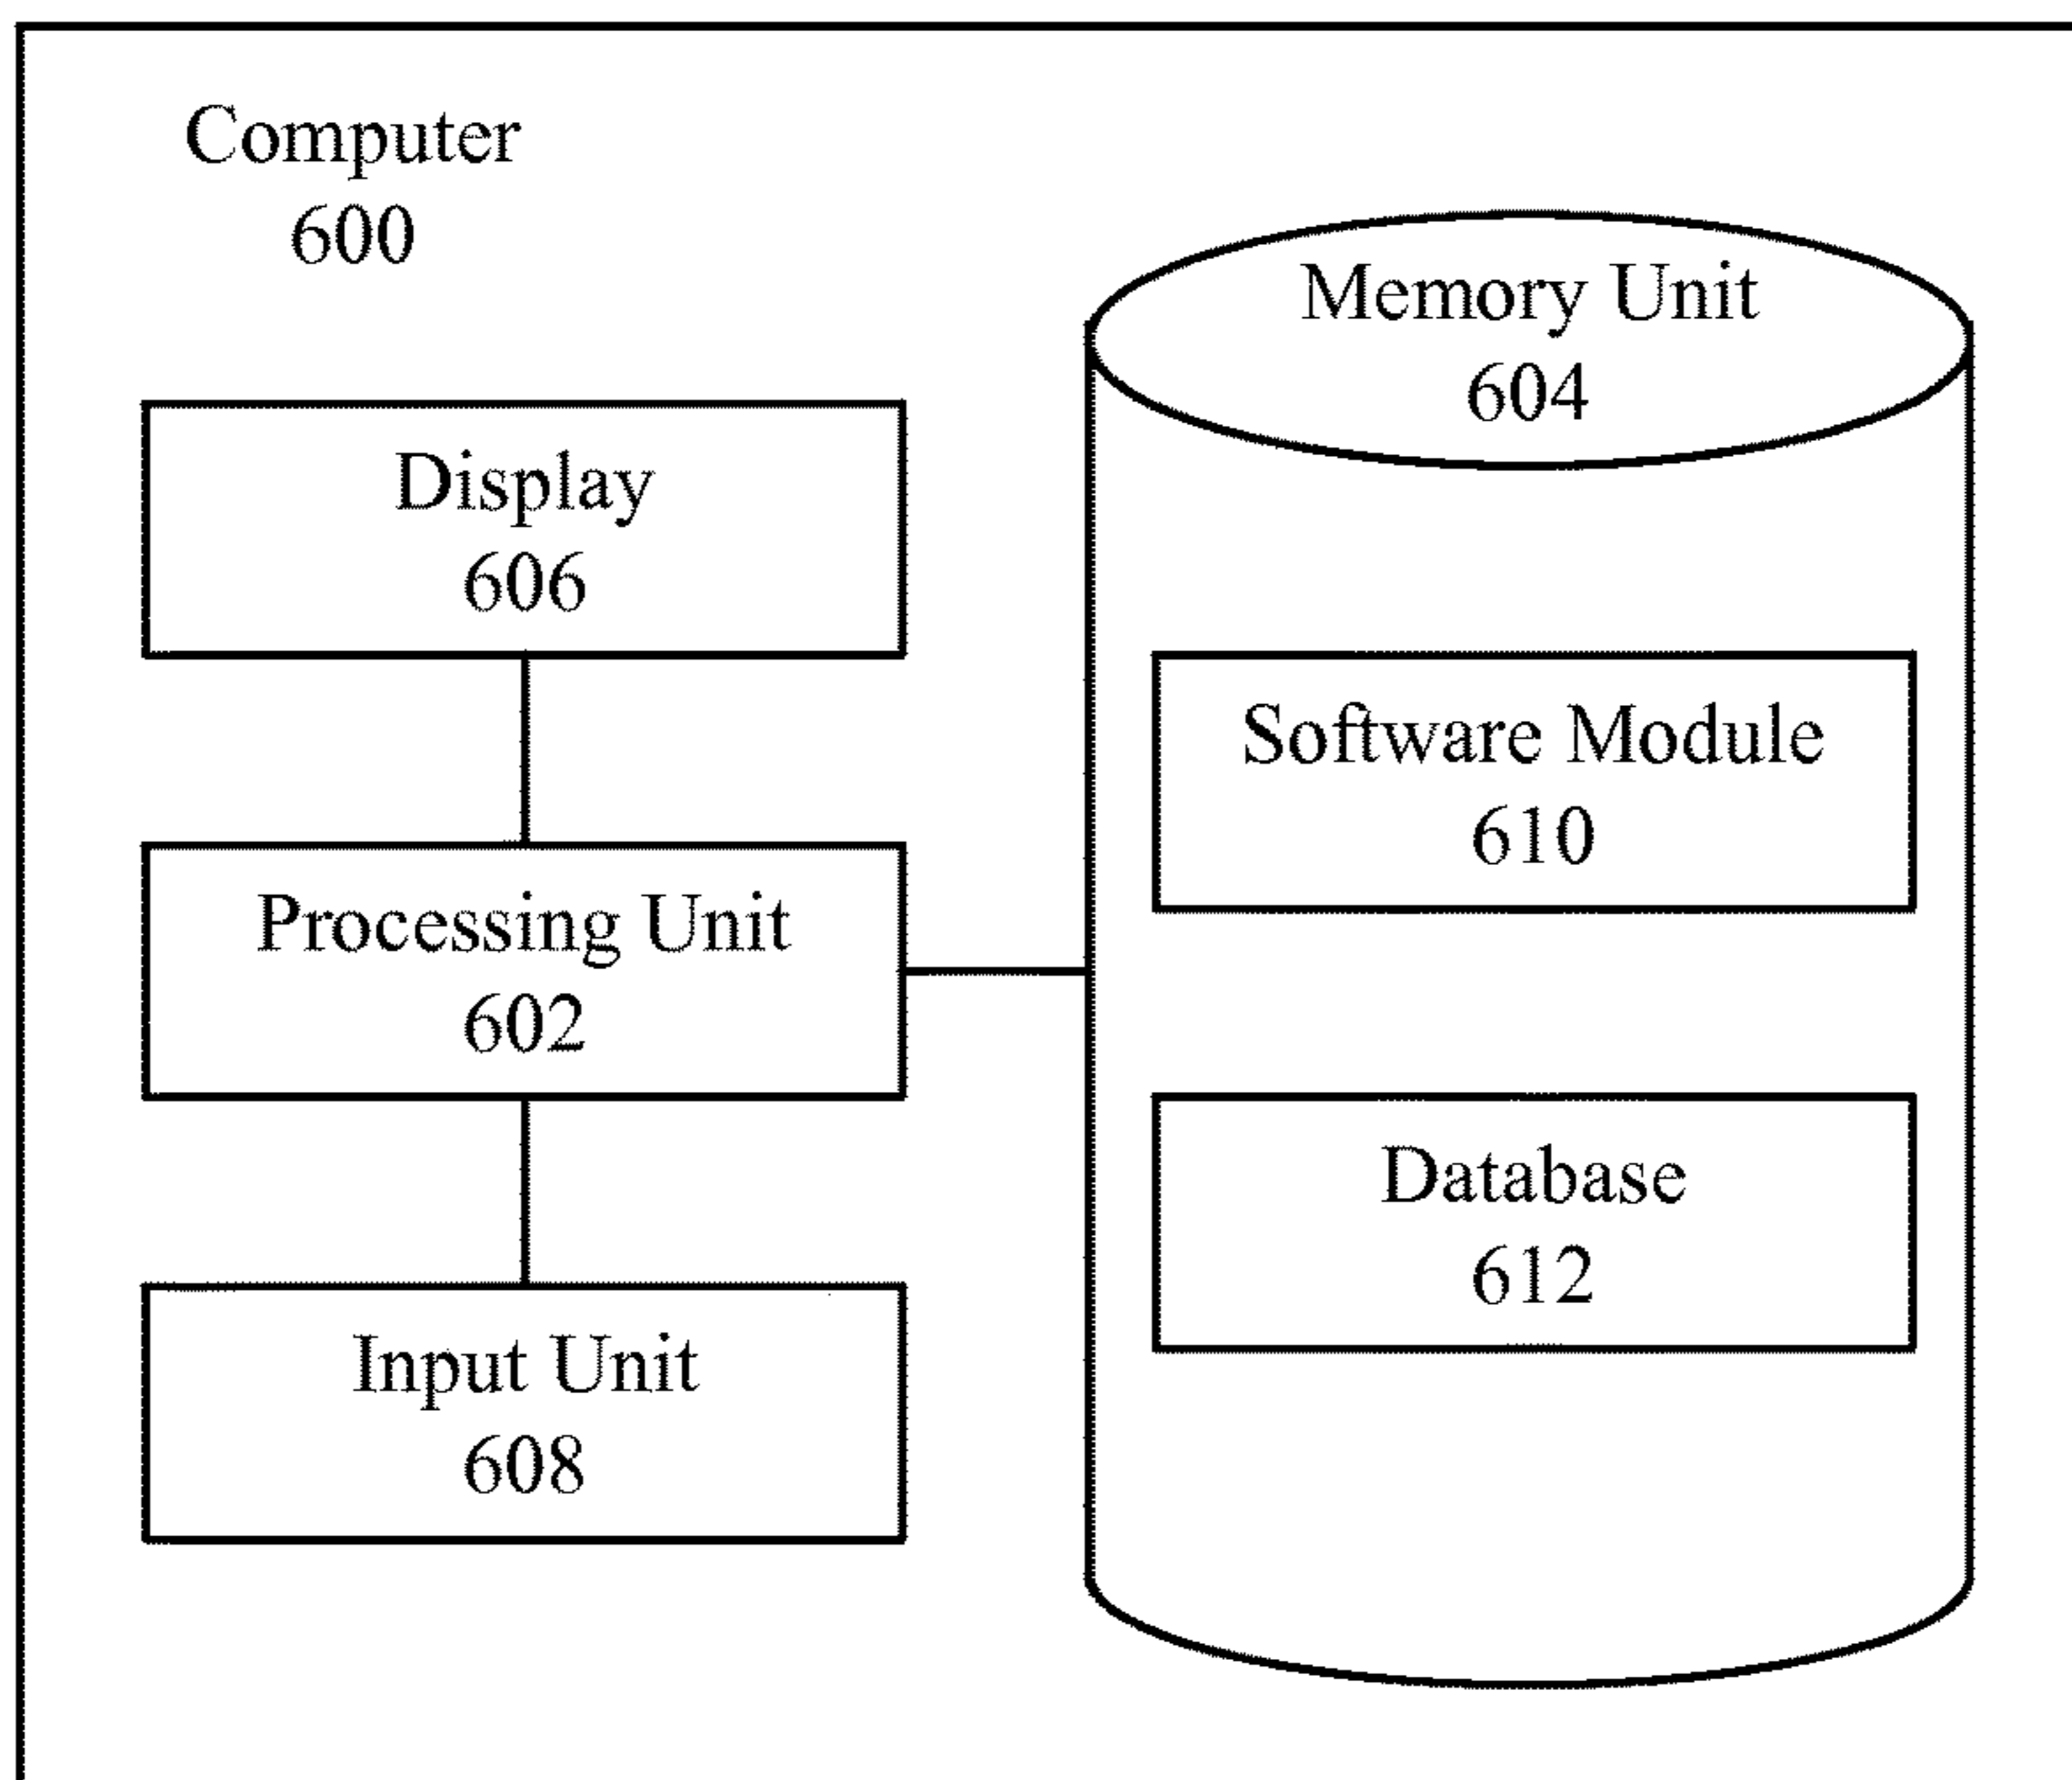 Computer
600
Display
606
Processing Unit
602
Input Unit
608
Memory Unit
604
Software Module
610
Database
612